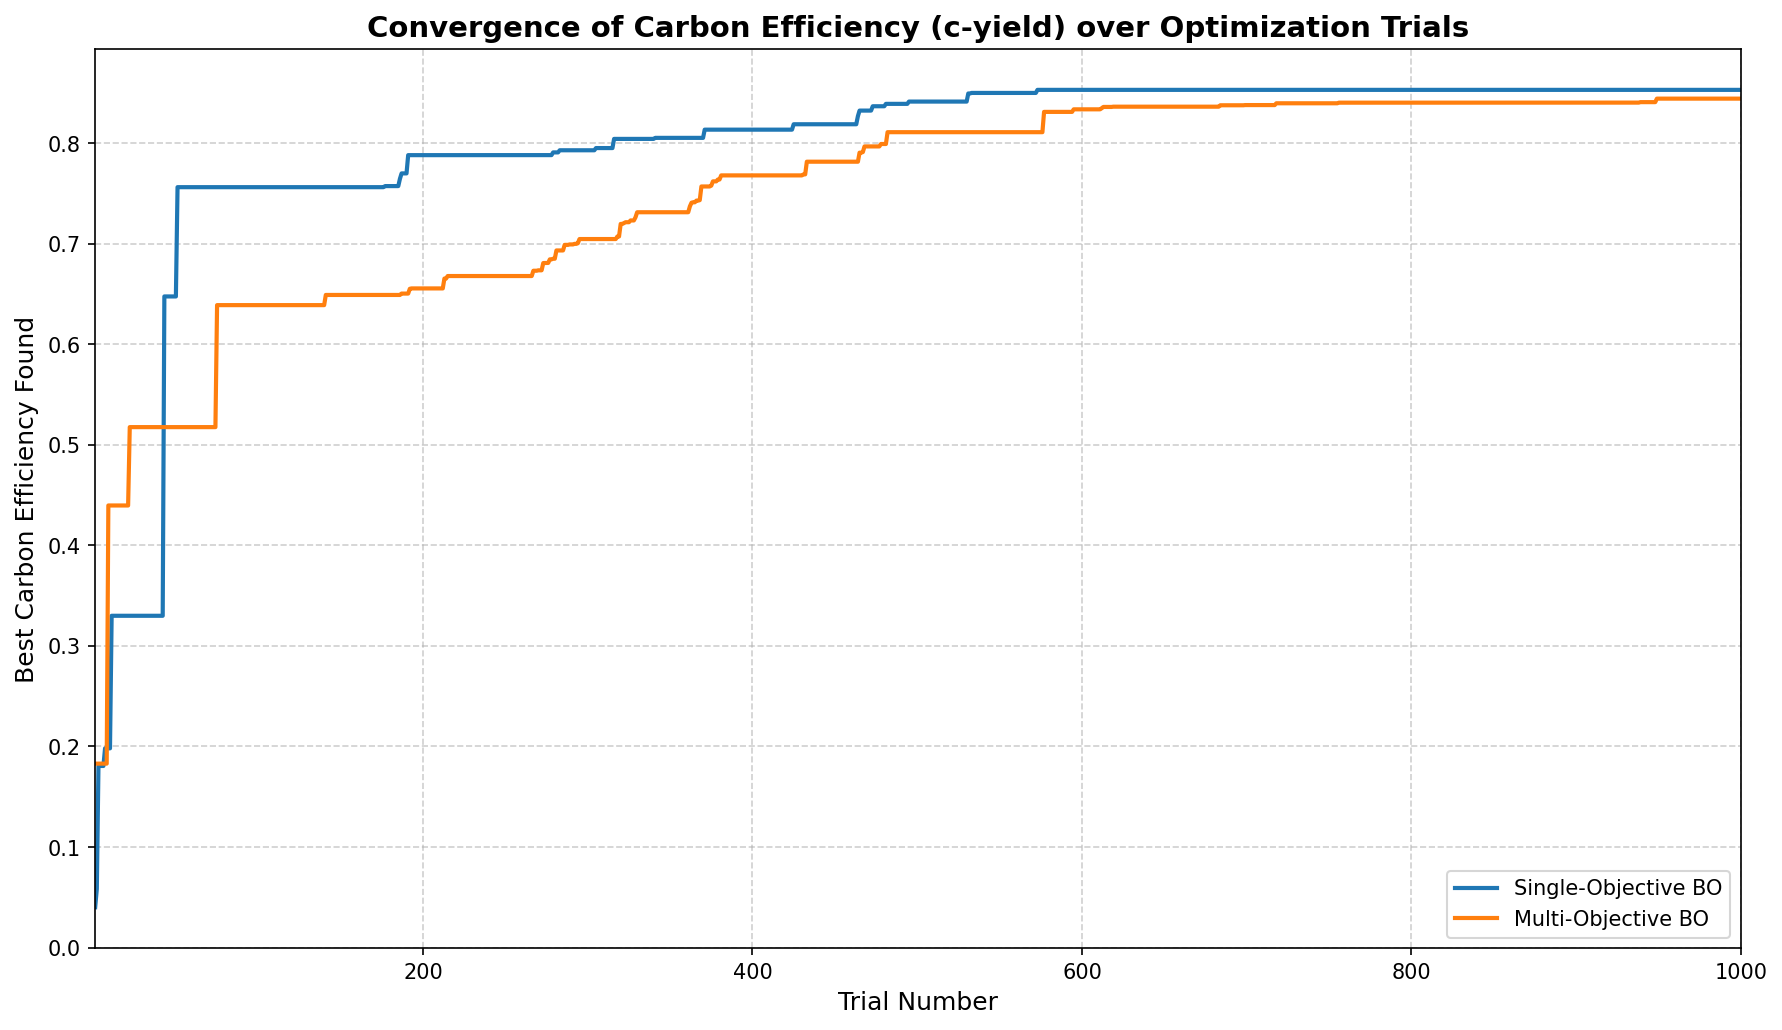 Convergence of Carbon Efficiency (c-yield) over Optimization Trials
Best Carbon Efficiency Found
0.8
0.7
0.6
0.5
0.4
0.3
0.2
0.1
0.0
200
400
600
800
1000
Trial Number
Single-Objective BO
Multi-Objective BO